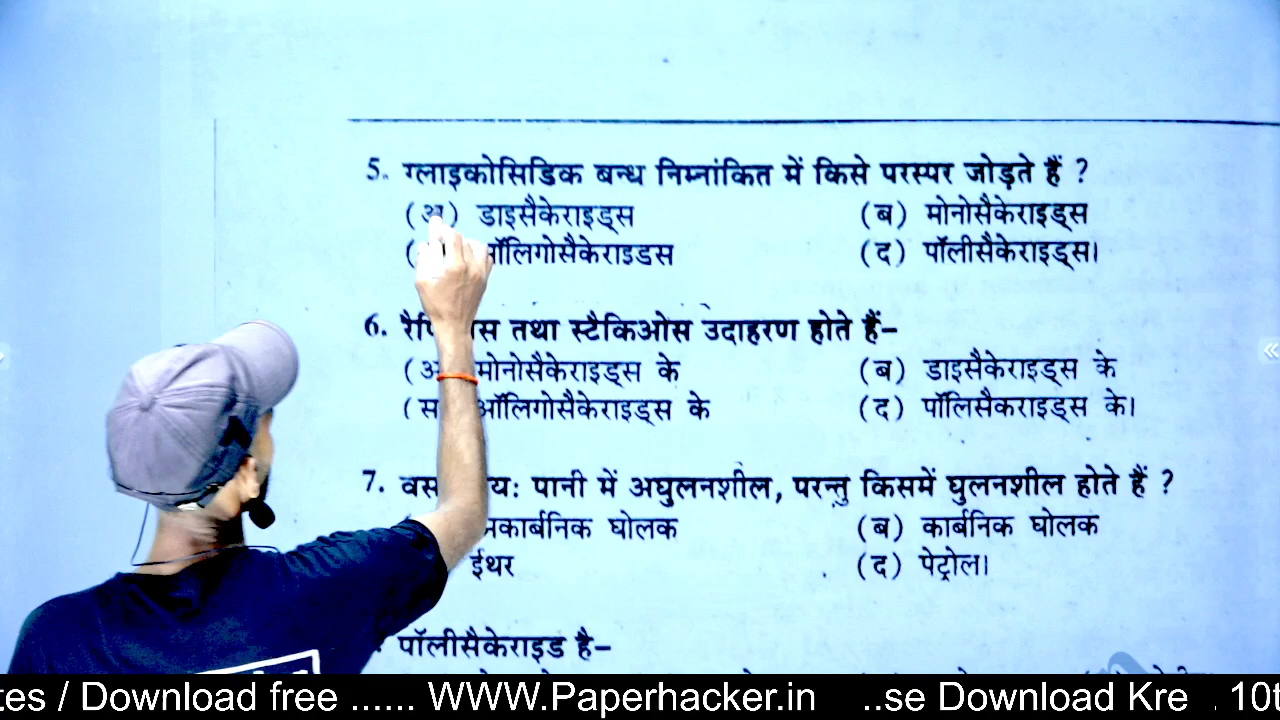 5. ग्लाइकोसिडिक बन्ध निम्नांकित में किसे परस्पर जोड़ते हैं ?
(अ) डाइसैकेराइड्स (ब) मोनोसैकेराइड्स
ऑलिगोसैकेराइडस (द) पॉलीसैकेराइड्स।
6. तथा स्टैकिओस उदाहरण होते हैं–
(अ मोनोसैकेराइड्स के (ब) डाइसैकेराइड्स के
(स ऑलिगोसैकेराइड्स के (द) पॉलिसैकराइड्स के।
7. पानी में अघुलनशील, परन्तु किसमें घुलनशील होते हैं ?
घोलक (ब) कार्बनिक घोलक
ईथर (द) पेट्रोल।
पॉलीसैकेराइड है–
tes / Download free ...... WWW.Paperhacker.in ..se Download Kre . 10t